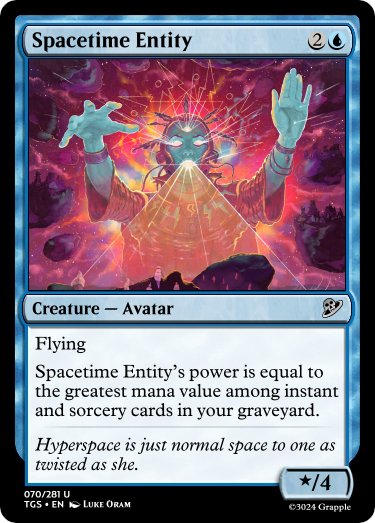 Spacetime Entity 2
Creature — Avatar
Flying
Spacetime Entity's power is equal to
the greatest mana value among instant
and sorcery cards in your graveyard.
Hyperspace is just normal space to one as
twisted as she.
*/4
070/281 U
TGS • EN Luke Oram
©3024 Grapple